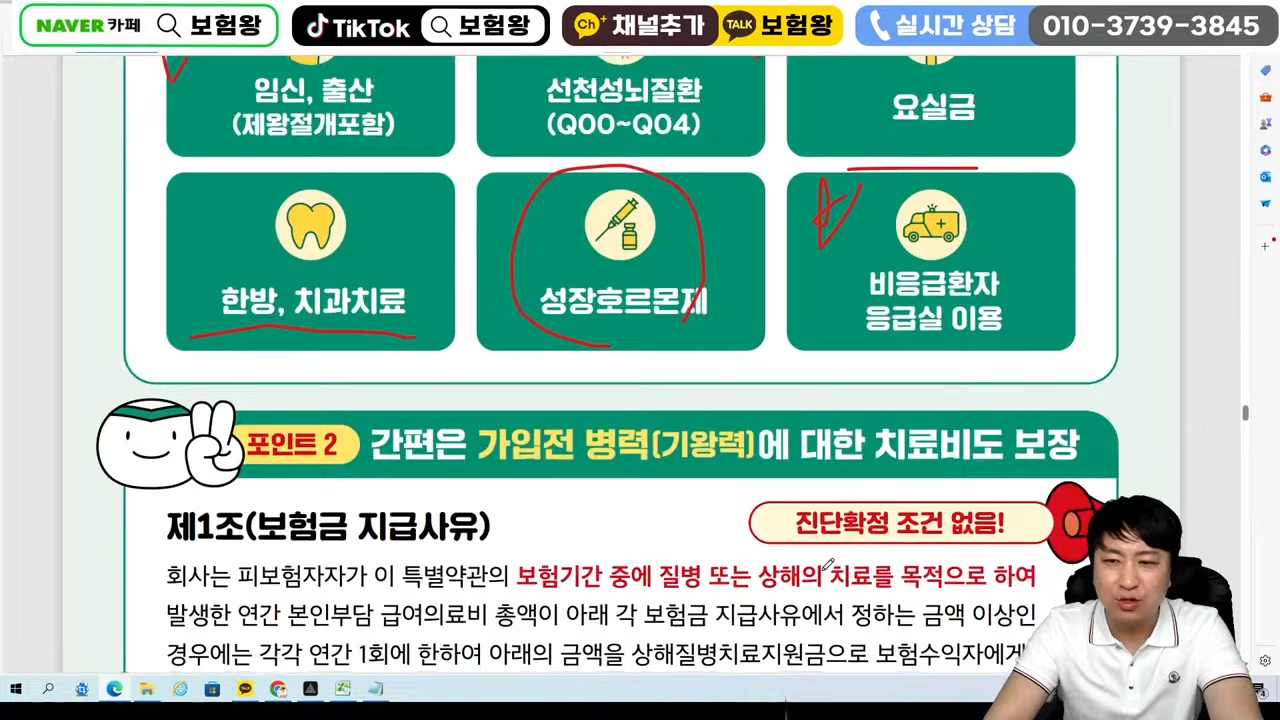 NAVER 카페 보험왕 TikTok 보험왕 Ch+ 채널추가 TALK 보험왕 실시간 상담 010-3739-3845
임신, 출산
(제왕절개포함)
선천성뇌질환
(Q00~Q04)
요실금
한방, 치과치료
성장호르몬제
비응급환자
응급실 이용
포인트 2 간편은 가입전 병력(기왕력)에 대한 치료비도 보장
제1조(보험금 지급사유)
진단확정 조건 없음!
회사는 피보험자자가 이 특별약관의 보험기간 중에 질병 또는 상해의 치료를 목적으로 하여
발생한 연간 본인부담 급여의료비 총액이 아래 각 보험금 지급사유에서 정하는 금액 이상인
경우에는 각각 연간 1회에 한하여 아래의 금액을 상해질병치료지원금으로 보험수익자에게